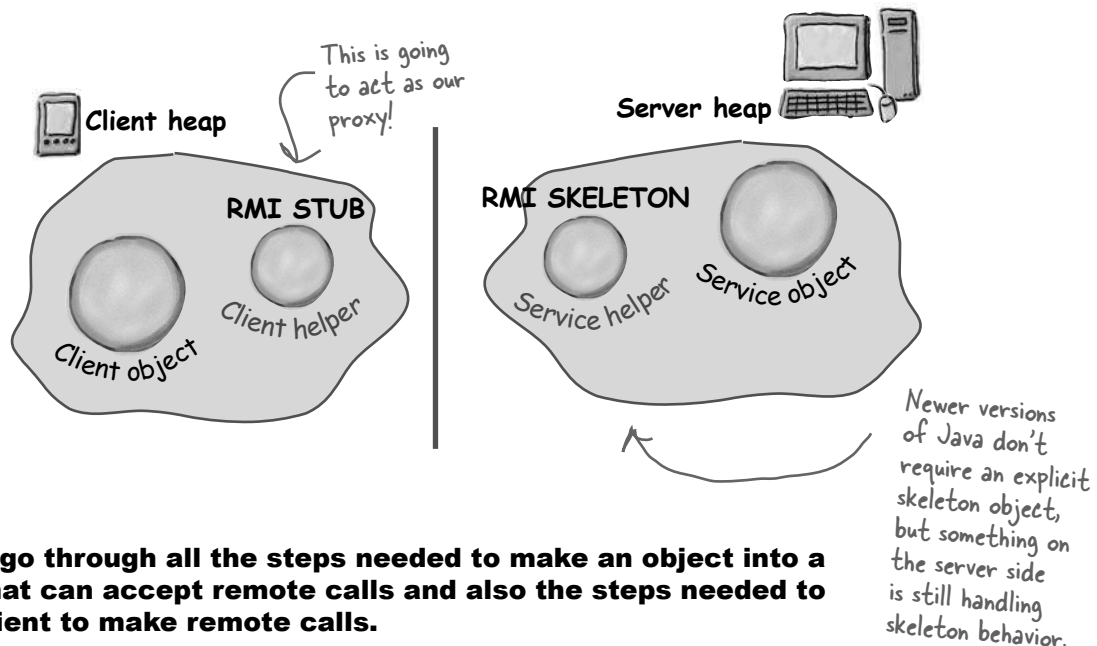 This is going
to act as our
proxy!
Client heap
Server heap
RMI STUB
RMI SKELETON
Client helper
Client object
Service helper
Service object
Newer versions
of Java don't
require an explicit
skeleton object,
but something on
the server side
is still handling
skeleton behavior.
go through all the steps needed to make an object into a
at can accept remote calls and also the steps needed to
ient to make remote calls.